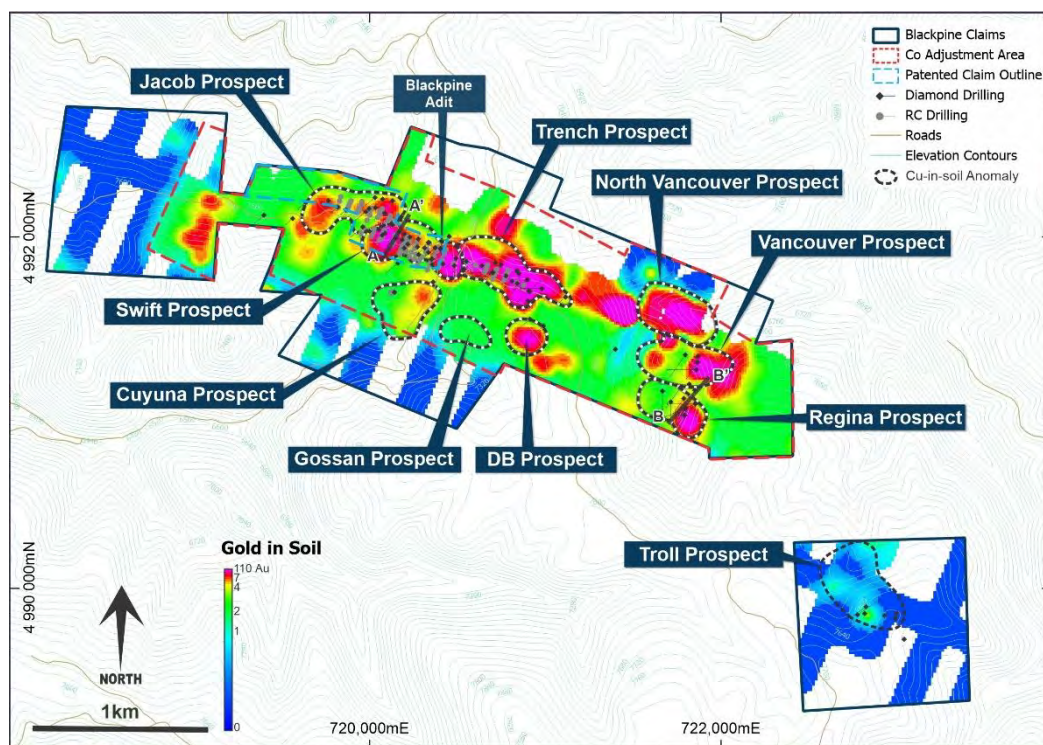 Blackpine Claims
Co Adjustment Area
Patented Claim Outline
Diamond Drilling
RC Drilling
Roads
Elevation Contours
Cu-in-soil Anomaly
Jacob Prospect
Blackpine
Adit
Trench Prospect
North Vancouver Prospect
Vancouver Prospect
4 992 000mN
A'
A
Swift Prospect
Cuyuna Prospect
Gossan Prospect
DB Prospect
B'
B
Regina Prospect
Troll Prospect
Gold in Soil
110 Au
7
4
2
1
0
4 990 000mN
NORTH
1km
720,000mE
722,000mE
7640